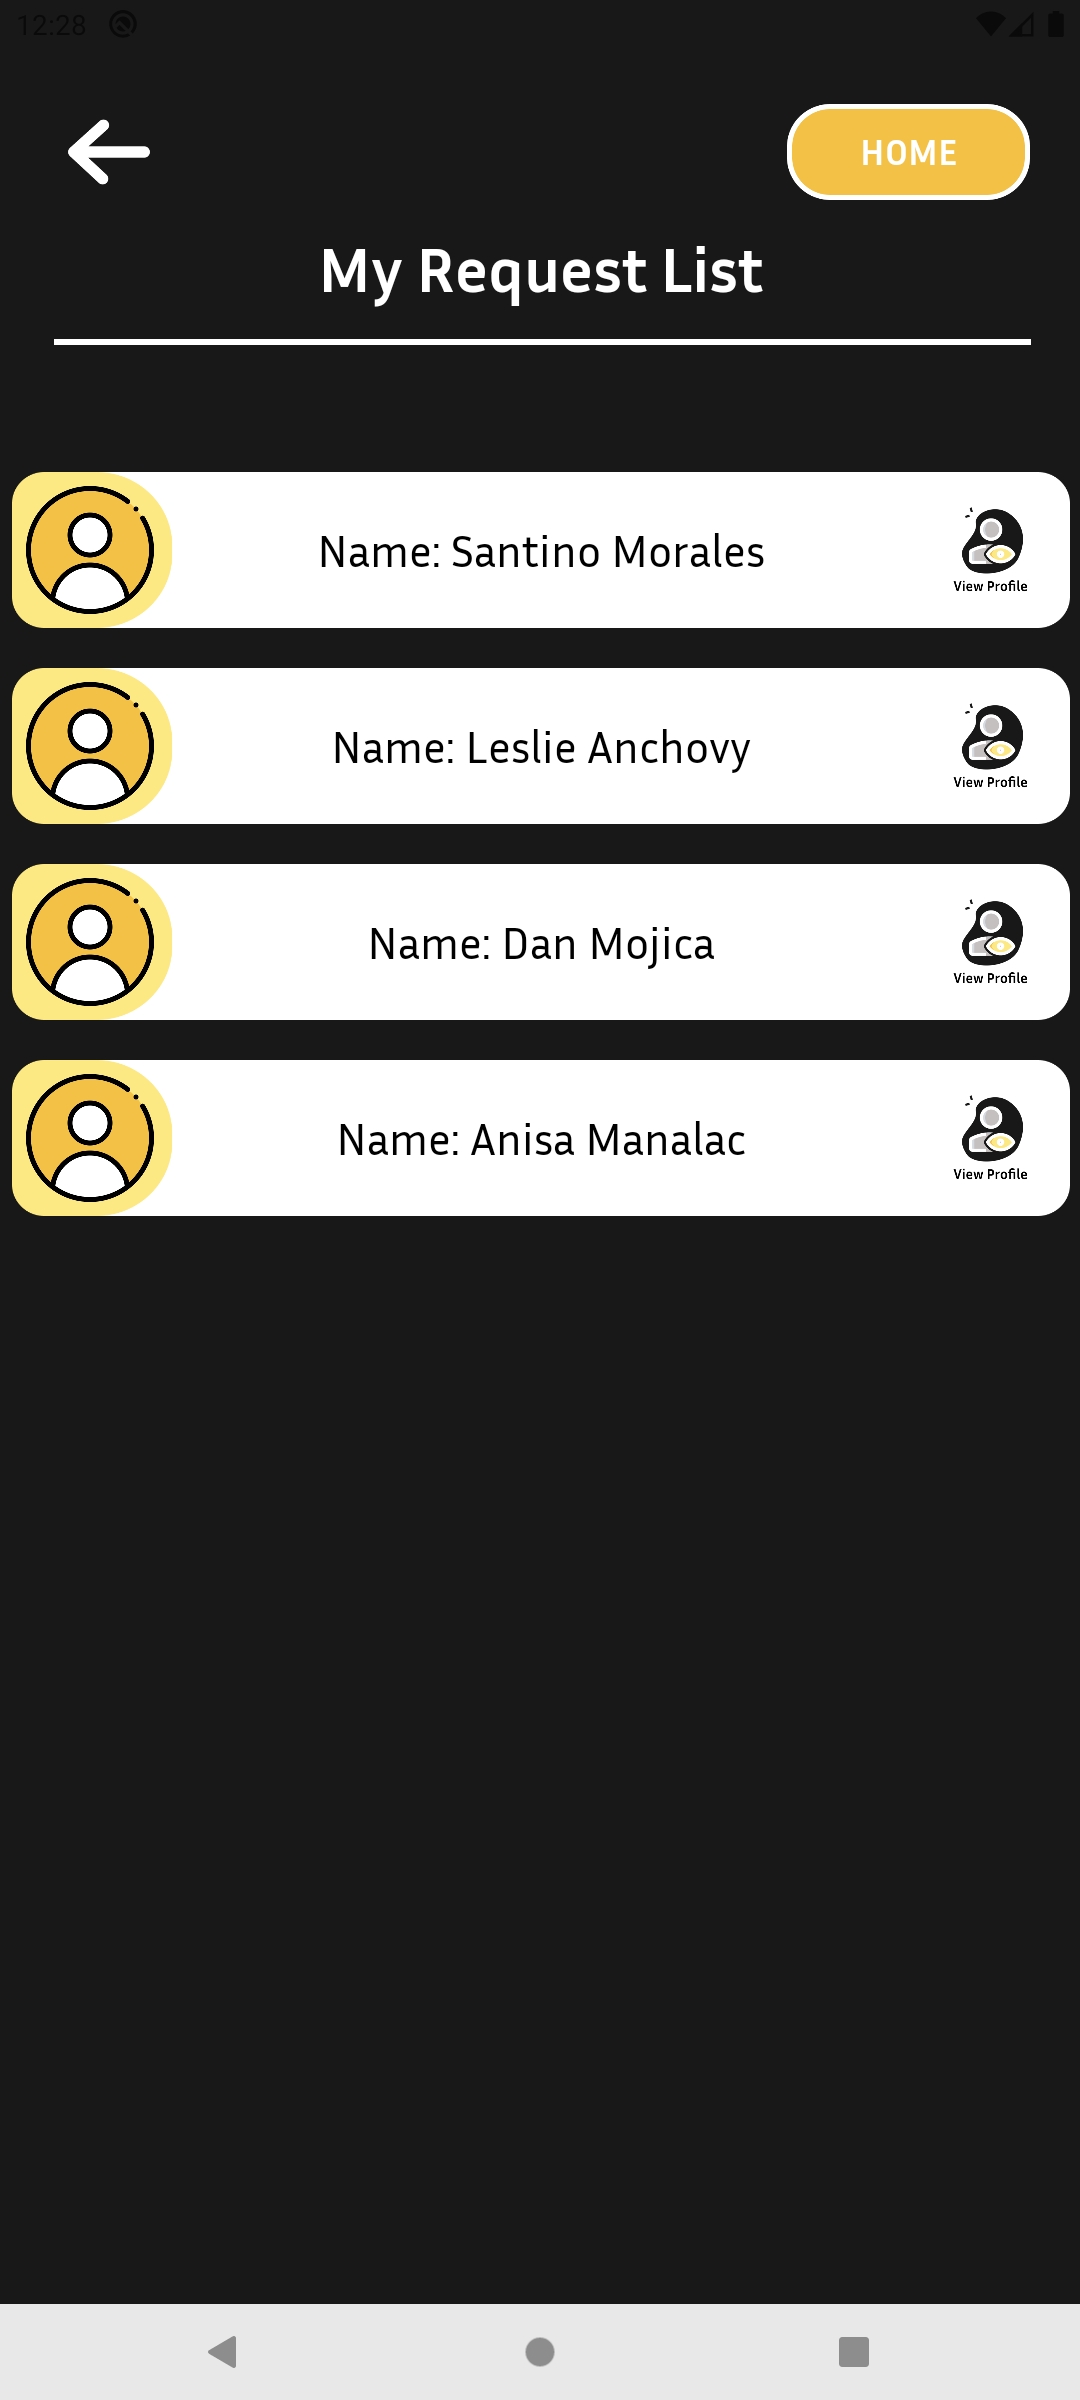 12:28
HOME
My Request List
Name: Santino Morales
View Profile
Name: Leslie Anchovy
View Profile
Name: Dan Mojica
View Profile
Name: Anisa Manalac
View Profile